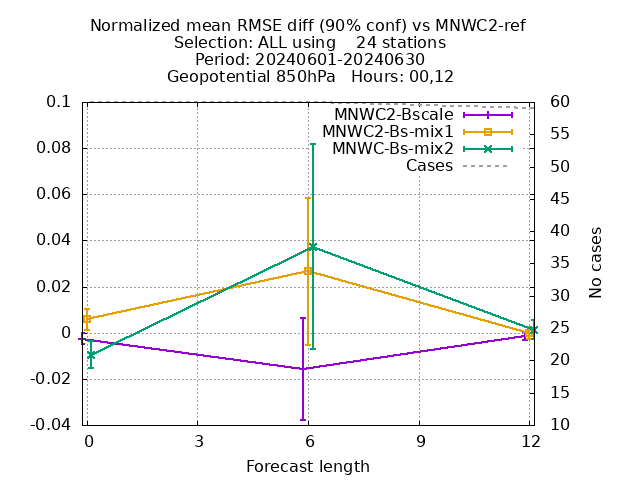 Normalized mean RMSE diff (90% conf) vs MNWC2-ref
Selection: ALL using    24 stations
Period: 20240601-20240630
Geopotential 850hPa   Hours: 00,12
MNWC2-Bscale
MNWC2-Bs-mix1
MNWC-Bs-mix2
Cases
0.1
0.08
0.06
0.04
0.02
0
-0.02
-0.04
60
55
50
45
40
35
30
25
20
15
10
No cases
0 3 6 9 12
Forecast length